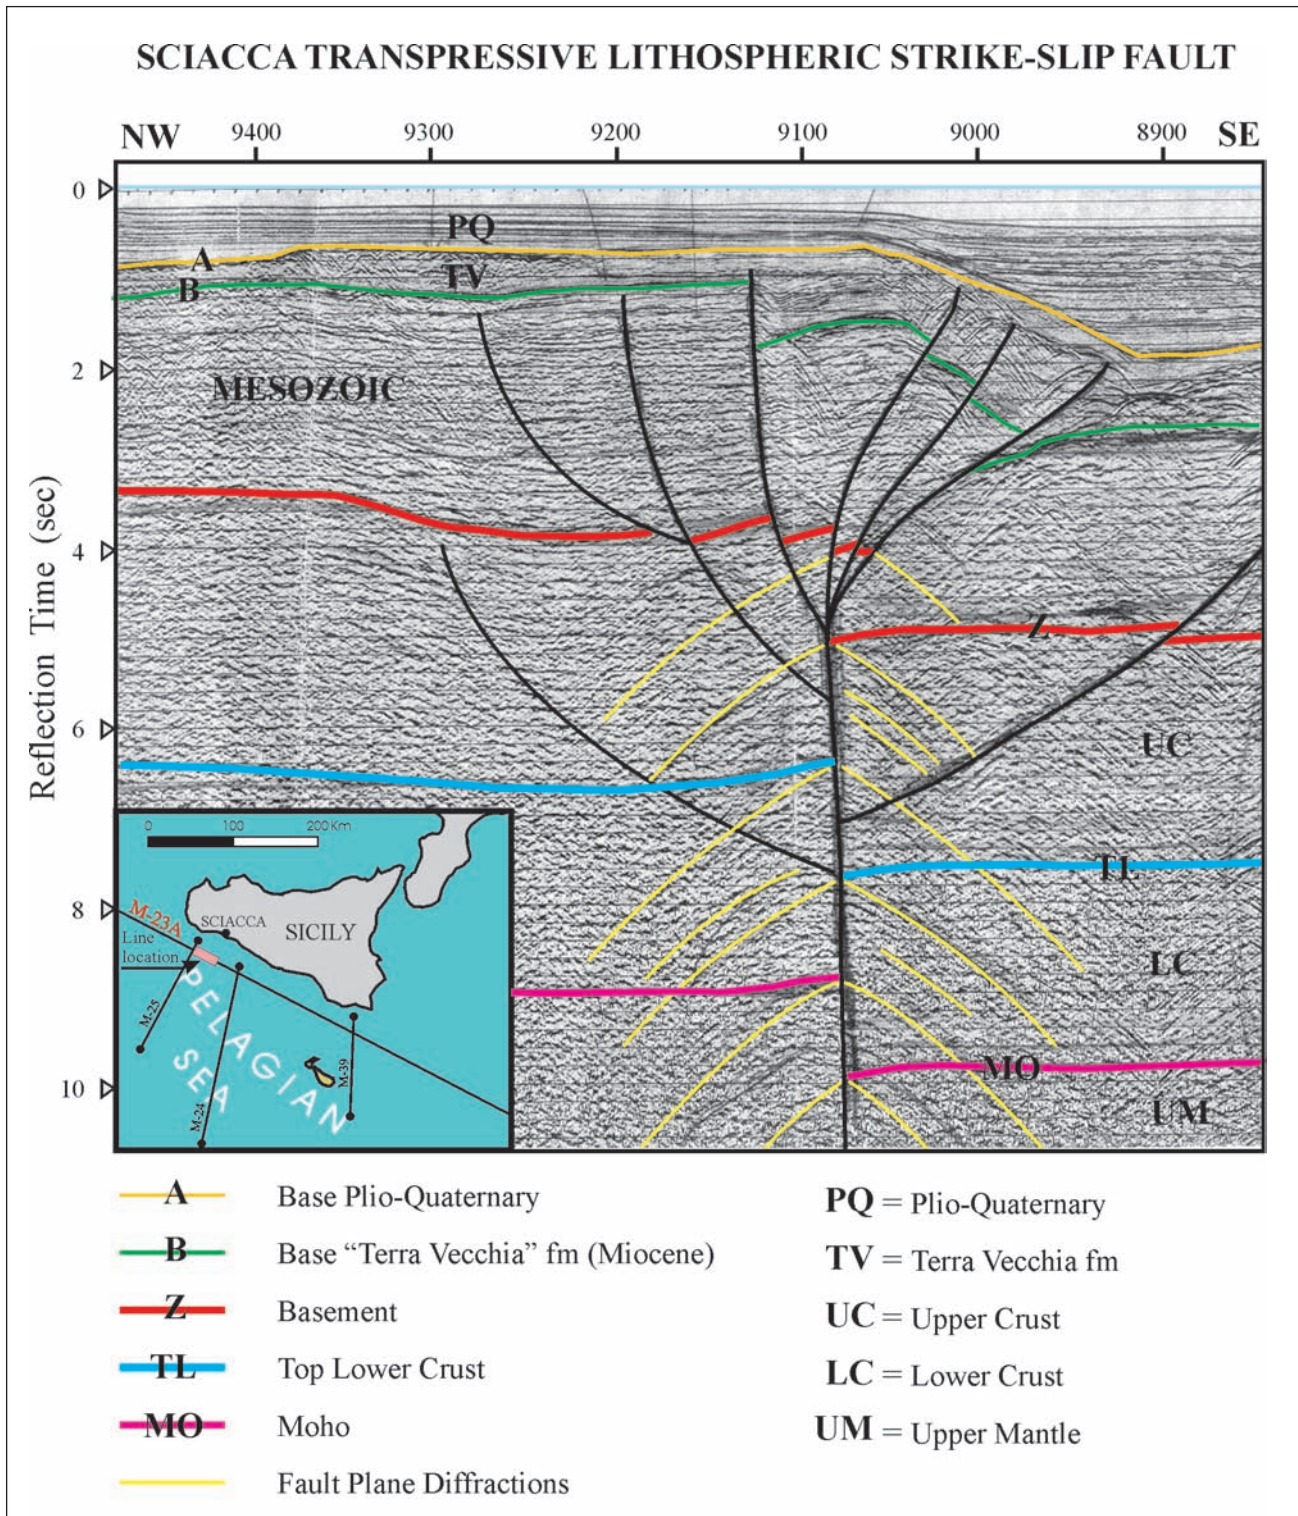 SCIACCA TRANSPRESSIVE LITHOSPHERIC STRIKE-SLIP FAULT
NW 9400 9300 9200 9100 9000 8900 SE
0
PQ
A
TV
B
2
MESOZOIC
Reflection Time (sec)
4
Z
6
UC
TL
8
LC
MO
10
UM
0 100 200 Km
M-23A
SCIACCA
SICILY
Line
location
PELAGIAN
SEA
M-25
M-24
M-39
A Base Plio-Quaternary
B Base “Terra Vecchia” fm (Miocene)
Z Basement
TL Top Lower Crust
MO Moho
Fault Plane Diffractions
PQ = Plio-Quaternary
TV = Terra Vecchia fm
UC = Upper Crust
LC = Lower Crust
UM = Upper Mantle